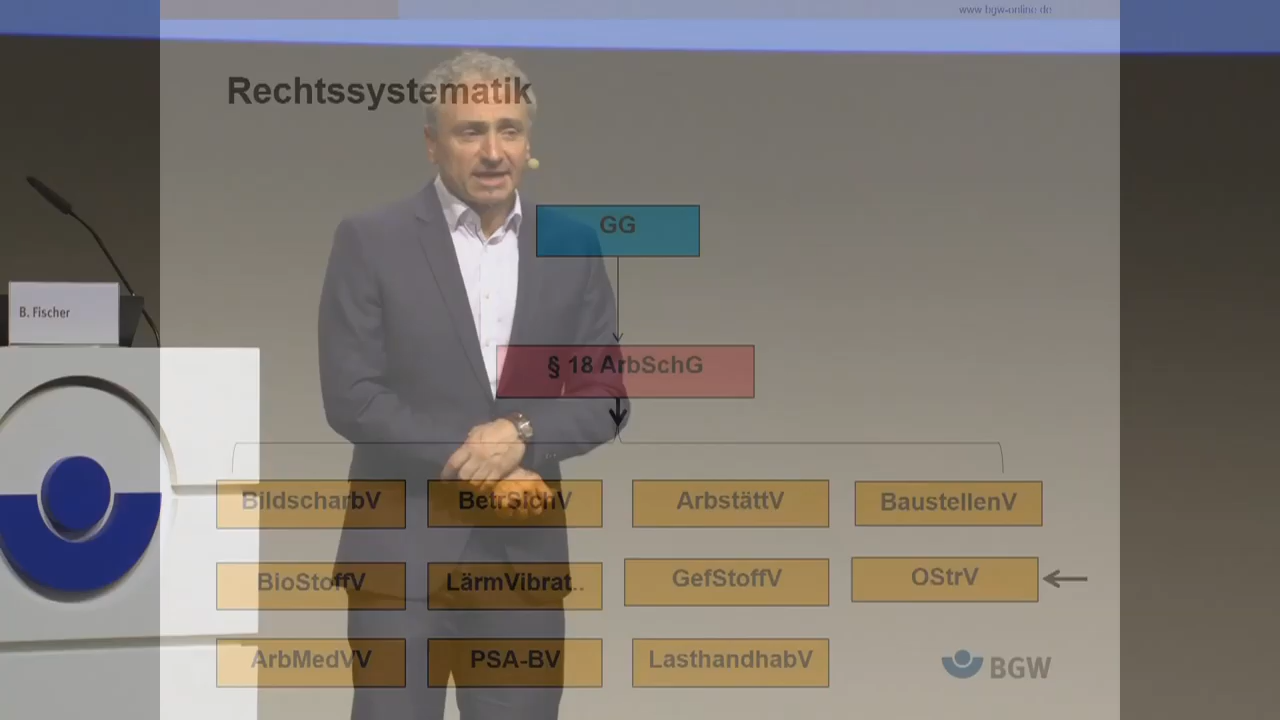 www.bgw-online.de
Rechtssystematik
GG
B. Fischer
§ 18 ArbSchG
BildscharbV
BetrSichV
ArbstättV
BaustellenV
BioStoffV
LärmVibrat..
GefStoffV
OStrV
ArbMedVV
PSA-BV
LasthandhabV
BGW